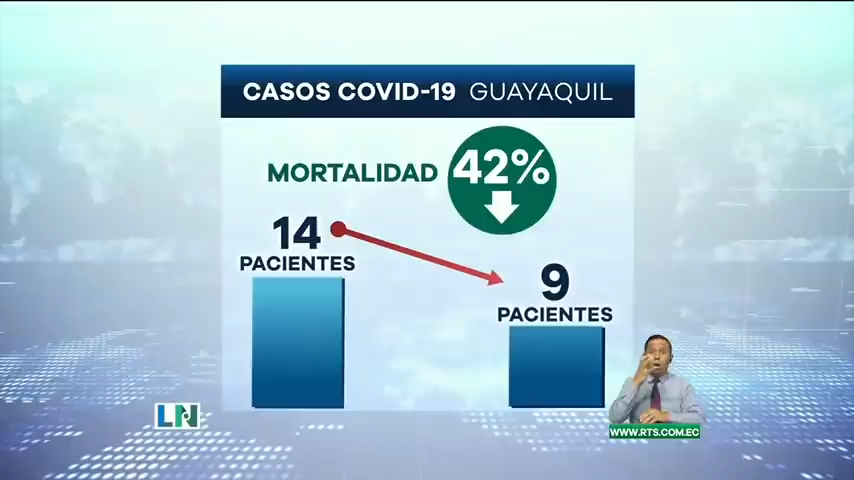 CASOS COVID-19 GUAYAQUIL
MORTALIDAD 42%
14
PACIENTES
9
PACIENTES
LN
WWW.RTS.COM.EC